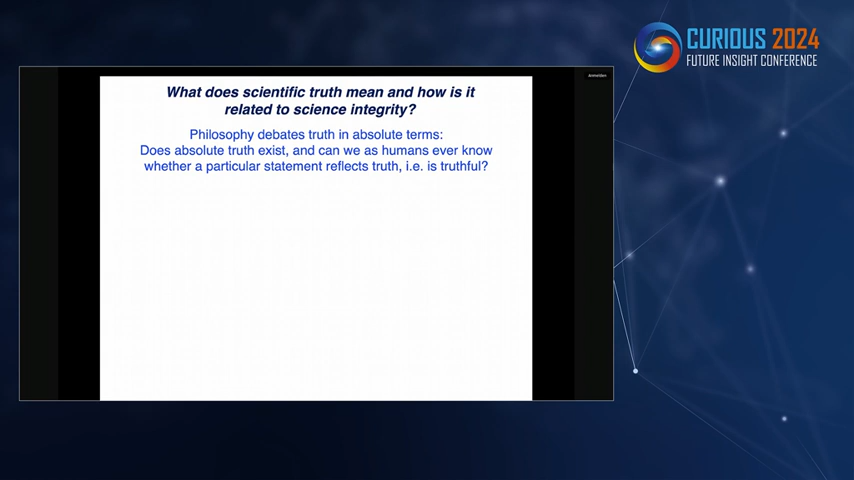 CURIOUS 2024
FUTURE INSIGHT CONFERENCE
Anmelden
What does scientific truth mean and how is it
related to science integrity?
Philosophy debates truth in absolute terms:
Does absolute truth exist, and can we as humans ever know
whether a particular statement reflects truth, i.e. is truthful?